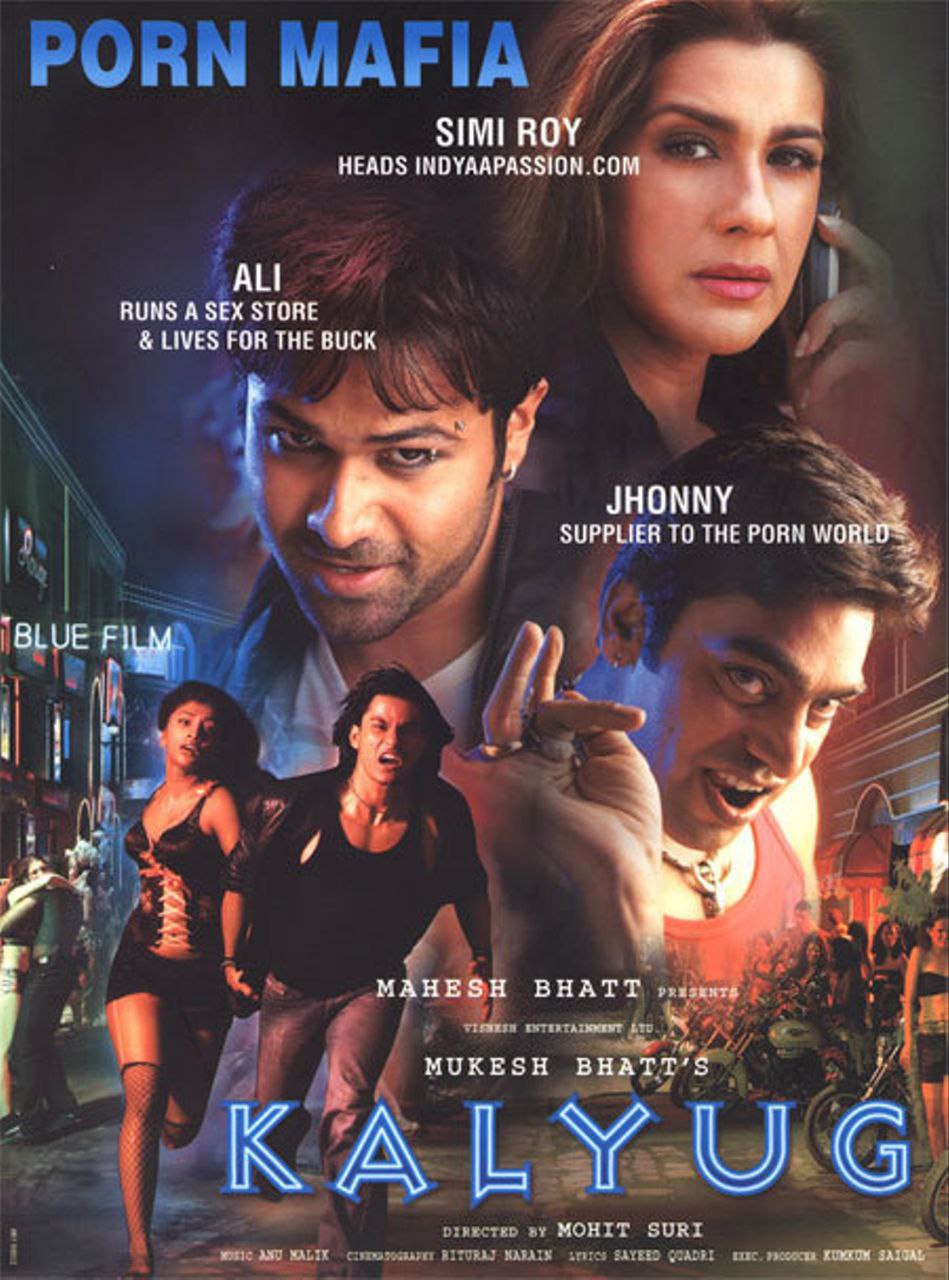 PORN MAFIA
SIMI ROY
HEADS INDYAAPASSION.COM
ALI
RUNS A SEX STORE
& LIVES FOR THE BUCK
JHONNY
SUPPLIER TO THE PORN WORLD
BLUE FILM
MAHESH BHATT PRESENTS
VISHESH ENTERTAINMENT LTD.
MUKESH BHATT'S
KALYUG
DIRECTED BY MOHIT SURI
MUSIC ANU MALIK CINEMATOGRAPHY RITURAJ NARAIN LYRICS SAYEED QUADRI EXEC. PRODUCER KUMKUM SAIGAL